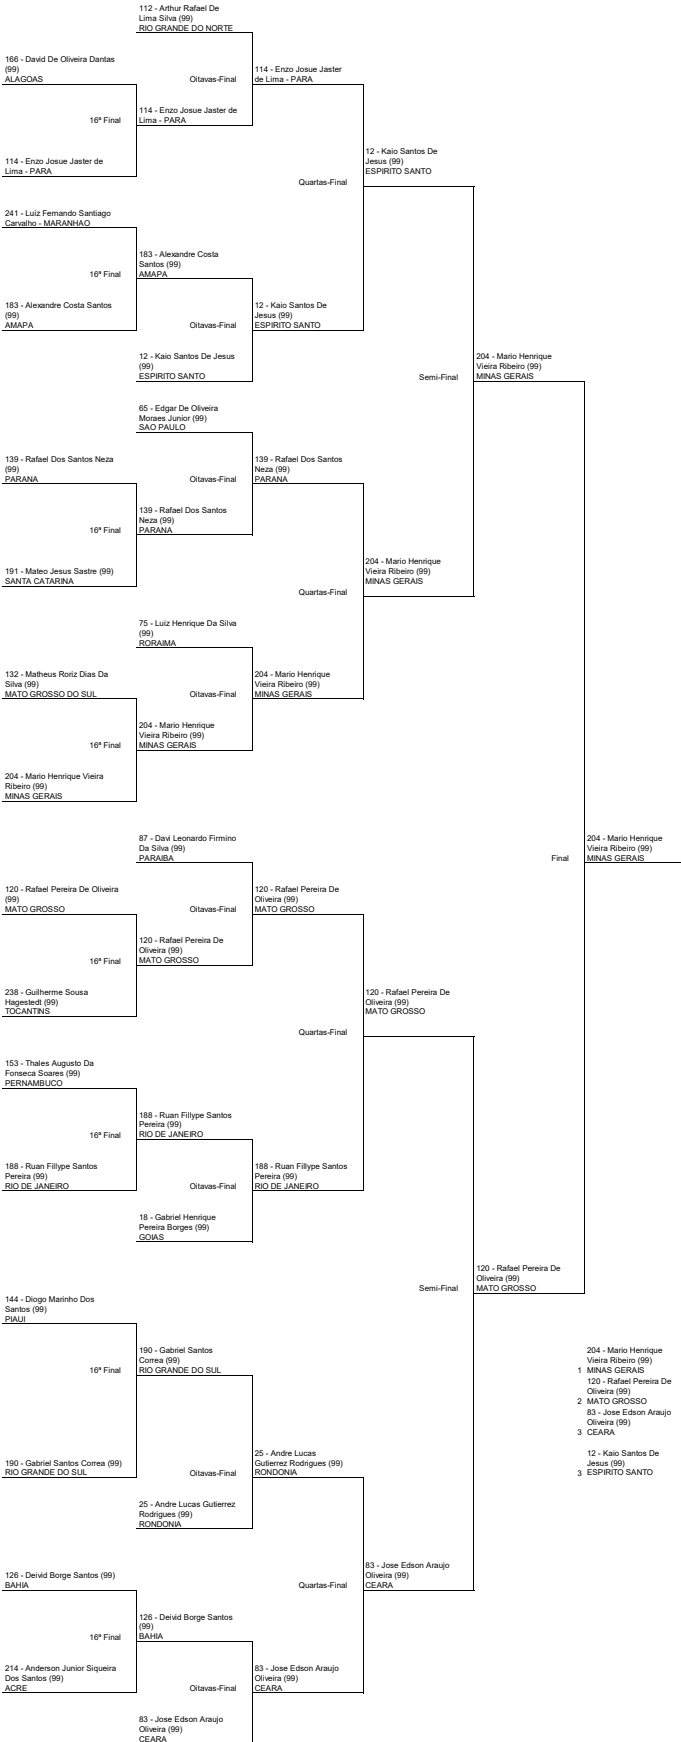 112 - Arthur Rafael De
Lima Silva (99)
RIO GRANDE DO NORTE
166 - David De Oliveira Dantas
(99)
ALAGOAS
Oitavas-Final
114 - Enzo Josue Jaster
de Lima - PARA
16ª Final
114 - Enzo Josue Jaster de
Lima - PARA
12 - Kaio Santos De
Jesus (99)
ESPIRITO SANTO
114 - Enzo Josue Jaster de
Lima - PARA
Quartas-Final
241 - Luiz Fernando Santiago
Carvalho - MARANHAO
183 - Alexandre Costa
Santos (99)
AMAPA
16ª Final
183 - Alexandre Costa Santos
(99)
AMAPA
Oitavas-Final
12 - Kaio Santos De
Jesus (99)
ESPIRITO SANTO
12 - Kaio Santos De Jesus
(99)
ESPIRITO SANTO
Semi-Final
204 - Mario Henrique
Vieira Ribeiro (99)
MINAS GERAIS
65 - Edgar De Oliveira
Moraes Junior (99)
SAO PAULO
139 - Rafael Dos Santos Neza
(99)
PARANA
Oitavas-Final
139 - Rafael Dos Santos
Neza (99)
PARANA
16ª Final
139 - Rafael Dos Santos
Neza (99)
PARANA
191 - Mateo Jesus Sastre (99)
SANTA CATARINA
204 - Mario Henrique
Vieira Ribeiro (99)
MINAS GERAIS
Quartas-Final
75 - Luiz Henrique Da Silva
(99)
RORAIMA
132 - Matheus Roriz Dias Da
Silva (99)
MATO GROSSO DO SUL
Oitavas-Final
204 - Mario Henrique
Vieira Ribeiro (99)
MINAS GERAIS
16ª Final
204 - Mario Henrique
Vieira Ribeiro (99)
MINAS GERAIS
204 - Mario Henrique Vieira
Ribeiro (99)
MINAS GERAIS
87 - Davi Leonardo Firmino
Da Silva (99)
PARAIBA
Final
204 - Mario Henrique
Vieira Ribeiro (99)
MINAS GERAIS
120 - Rafael Pereira De Oliveira
(99)
MATO GROSSO
Oitavas-Final
120 - Rafael Pereira De
Oliveira (99)
MATO GROSSO
16ª Final
120 - Rafael Pereira De
Oliveira (99)
MATO GROSSO
238 - Guilherme Sousa
Hagestedt (99)
TOCANTINS
120 - Rafael Pereira De
Oliveira (99)
MATO GROSSO
Quartas-Final
153 - Thales Augusto Da
Fonseca Soares (99)
PERNAMBUCO
16ª Final
188 - Ruan Fillype Santos
Pereira (99)
RIO DE JANEIRO
188 - Ruan Fillype Santos
Pereira (99)
RIO DE JANEIRO
Oitavas-Final
188 - Ruan Fillype Santos
Pereira (99)
RIO DE JANEIRO
18 - Gabriel Henrique
Pereira Borges (99)
GOIAS
Semi-Final
120 - Rafael Pereira De
Oliveira (99)
MATO GROSSO
144 - Diogo Marinho Dos
Santos (99)
PIAUI
16ª Final
190 - Gabriel Santos
Correa (99)
RIO GRANDE DO SUL
204 - Mario Henrique
Vieira Ribeiro (99)
1 MINAS GERAIS
120 - Rafael Pereira De
Oliveira (99)
2 MATO GROSSO
83 - Jose Edson Araujo
Oliveira (99)
3 CEARA
12 - Kaio Santos De
Jesus (99)
3 ESPIRITO SANTO
190 - Gabriel Santos Correa (99)
RIO GRANDE DO SUL
Oitavas-Final
25 - Andre Lucas
Gutierrez Rodrigues (99)
RONDONIA
25 - Andre Lucas Gutierrez
Rodrigues (99)
RONDONIA
126 - Deivid Borge Santos (99)
BAHIA
Quartas-Final
83 - Jose Edson Araujo
Oliveira (99)
CEARA
16ª Final
126 - Deivid Borge Santos
(99)
BAHIA
214 - Anderson Junior Siqueira
Dos Santos (99)
ACRE
Oitavas-Final
83 - Jose Edson Araujo
Oliveira (99)
CEARA
83 - Jose Edson Araujo
Oliveira (99)
CEARA